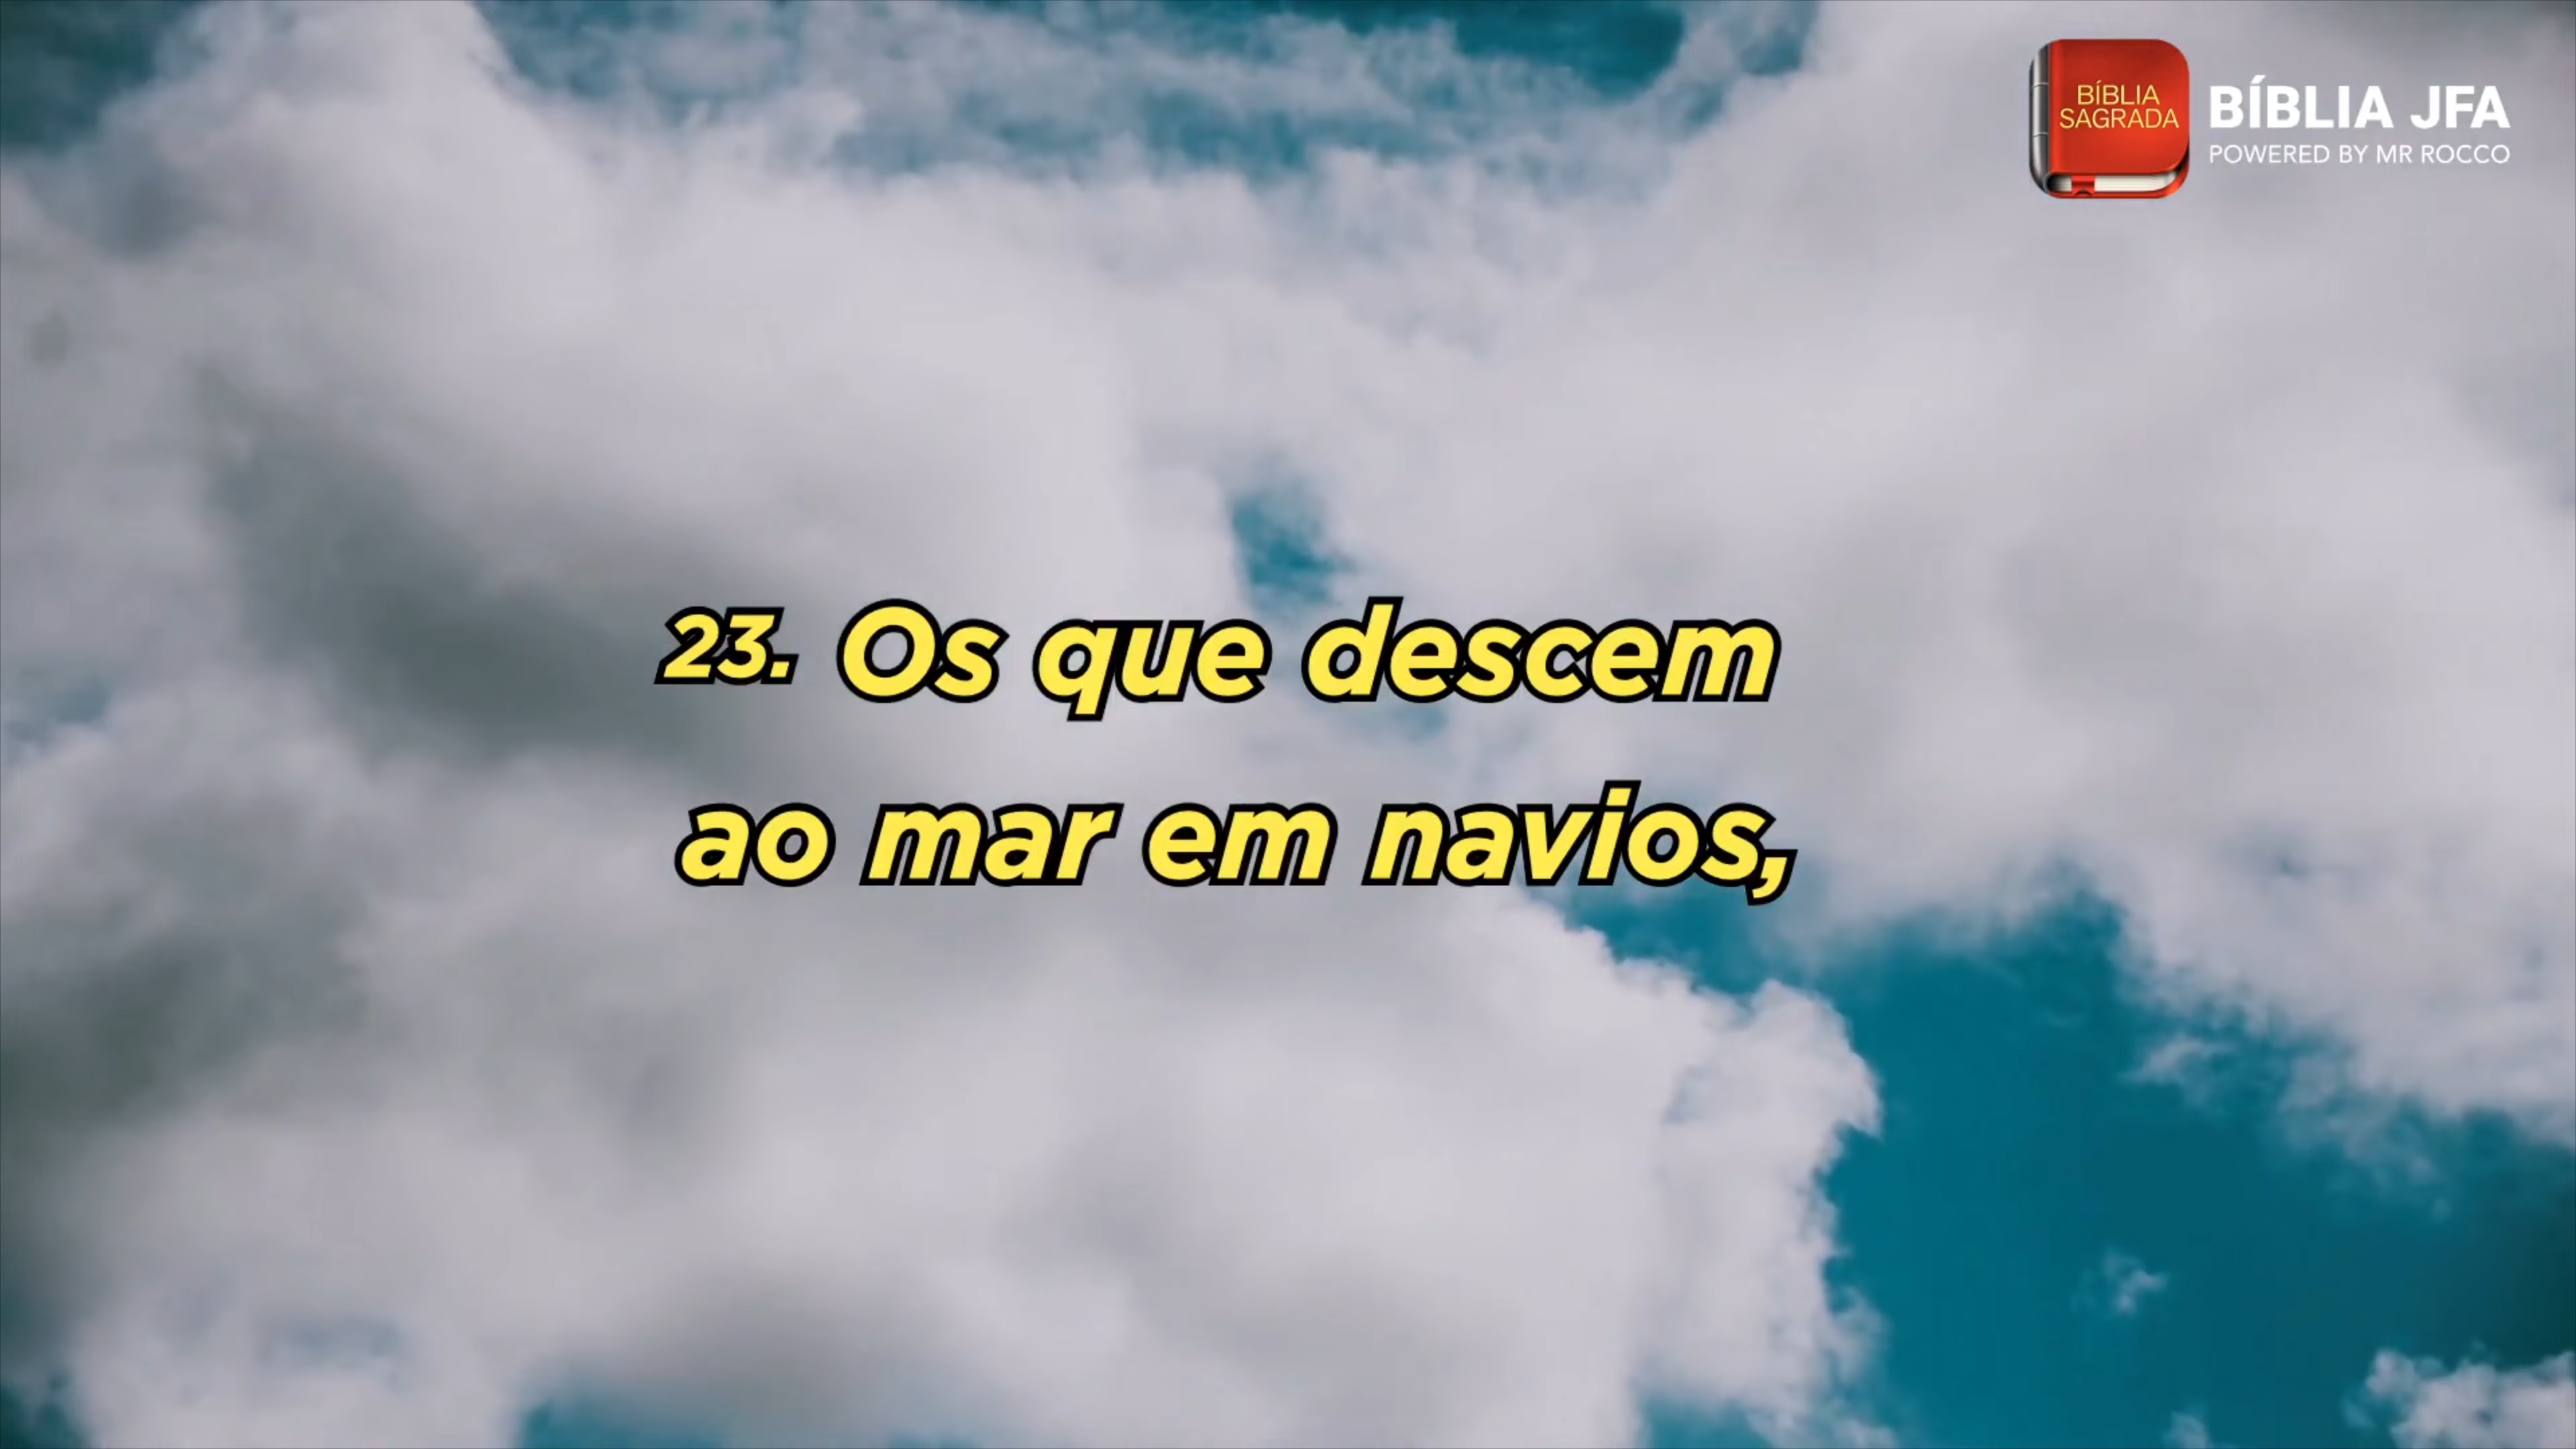 BÍBLIA
SAGRADA
BÍBLIA JFA
POWERED BY MR ROCCO
23. Os que descem
ao mar em navios,